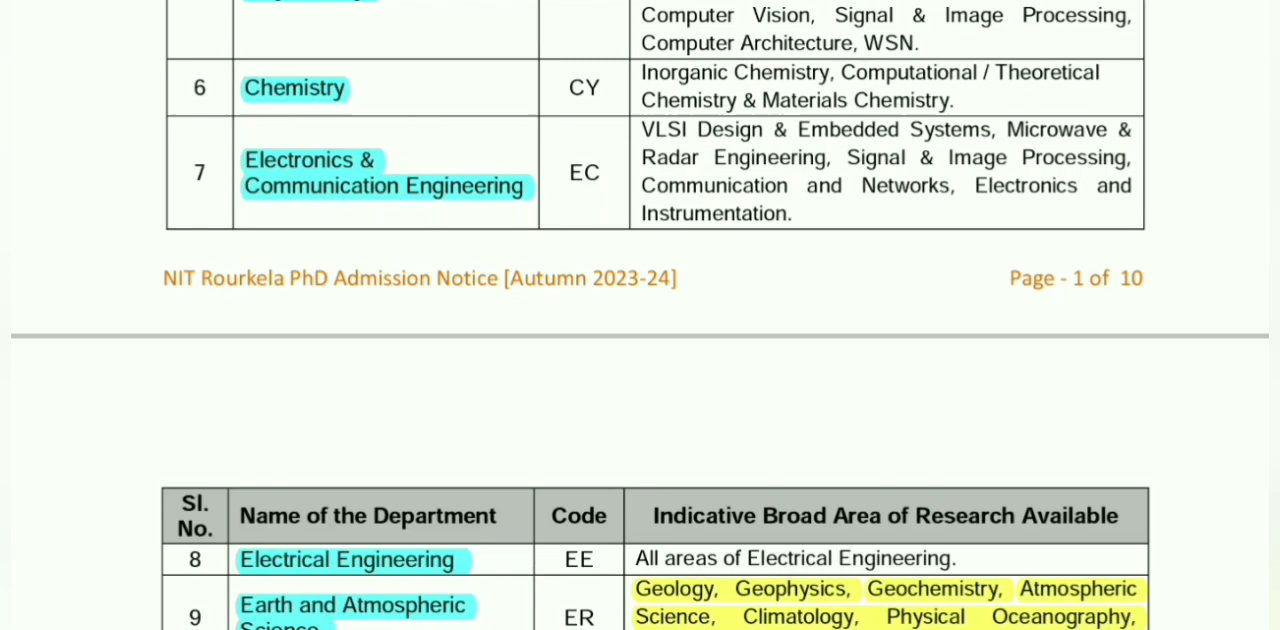 Computer Vision, Signal & Image Processing,
Computer Architecture, WSN.
6 Chemistry CY Inorganic Chemistry, Computational / Theoretical
Chemistry & Materials Chemistry.
7 Electronics &
Communication Engineering EC VLSI Design & Embedded Systems, Microwave &
Radar Engineering, Signal & Image Processing,
Communication and Networks, Electronics and
Instrumentation.
NIT Rourkela PhD Admission Notice [Autumn 2023-24] Page - 1 of 10
Sl.
No. Name of the Department Code Indicative Broad Area of Research Available
8 Electrical Engineering EE All areas of Electrical Engineering.
9 Earth and Atmospheric
Science ER Geology, Geophysics, Geochemistry, Atmospheric
Science, Climatology, Physical Oceanography,